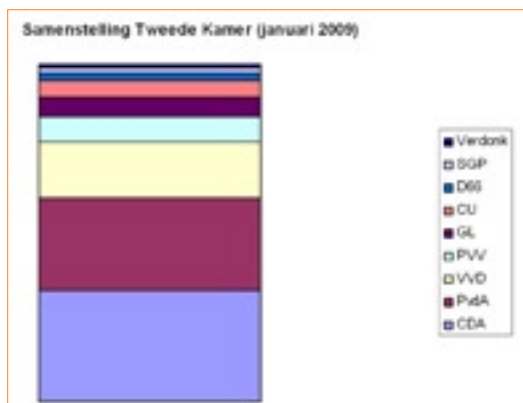 Samenstelling Tweede Kamer (januari 2009)
Verdonk
SGP
D66
CU
GL
PVV
VVD
PvdA
CDA